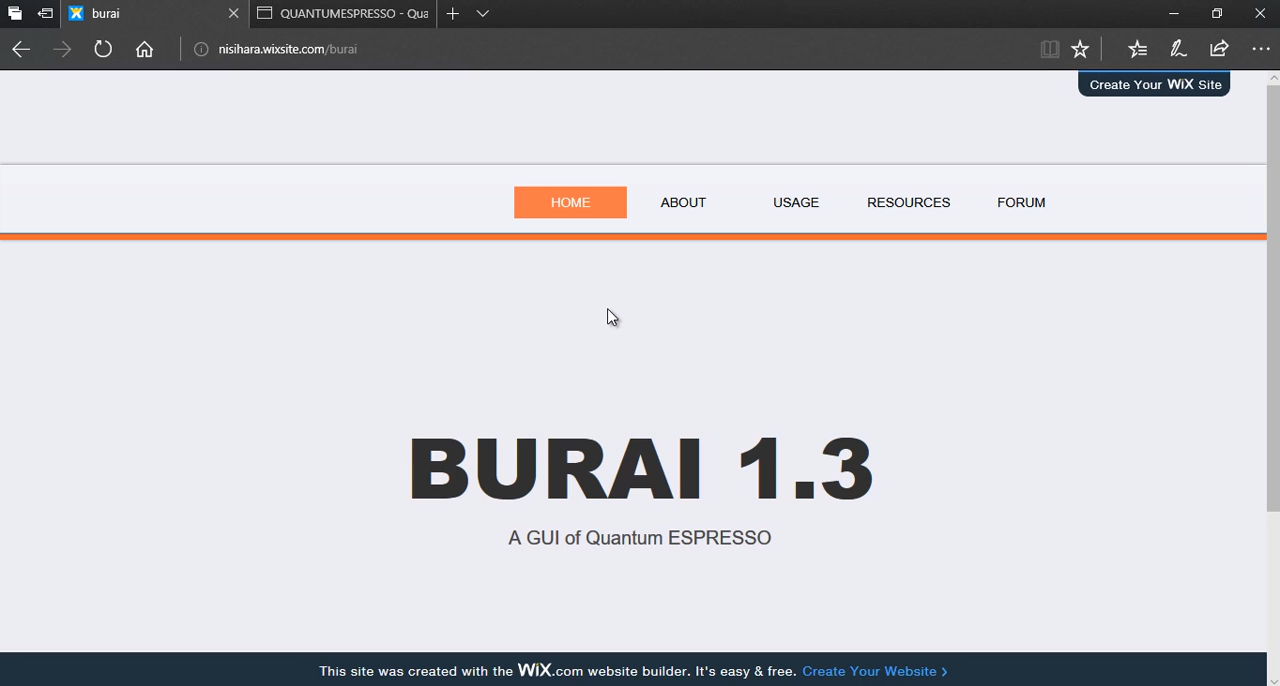 burai
QUANTUMESPRESSO - Qua
nisihara.wixsite.com/burai
Create Your WiX Site
HOME ABOUT USAGE RESOURCES FORUM
BURAI 1.3
A GUI of Quantum ESPRESSO
This site was created with the WiX.com website builder. It's easy & free. Create Your Website >